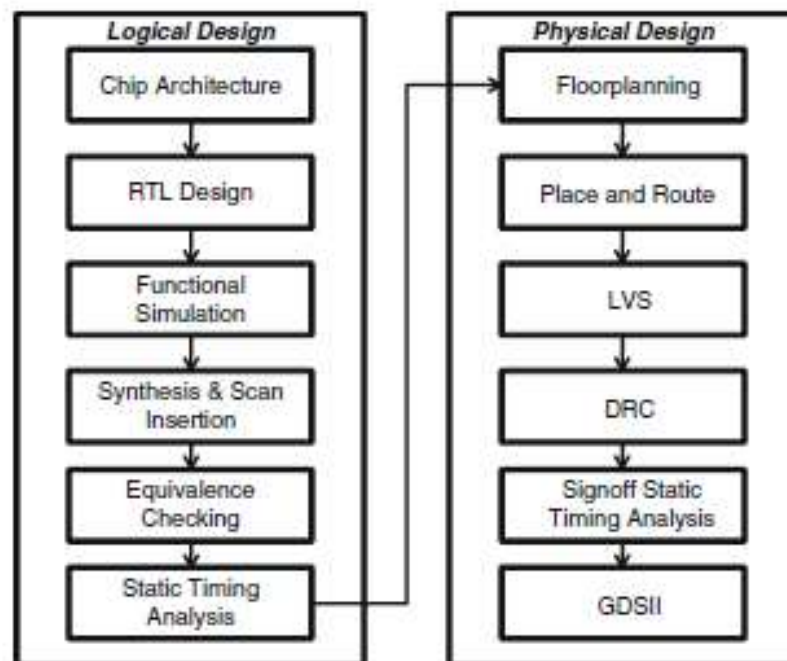 Logical Design
Chip Architecture
RTL Design
Functional
Simulation
Synthesis & Scan
Insertion
Equivalence
Checking
Static Timing
Analysis
Physical Design
Floorplanning
Place and Route
LVS
DRC
Signoff Static
Timing Analysis
GDSII